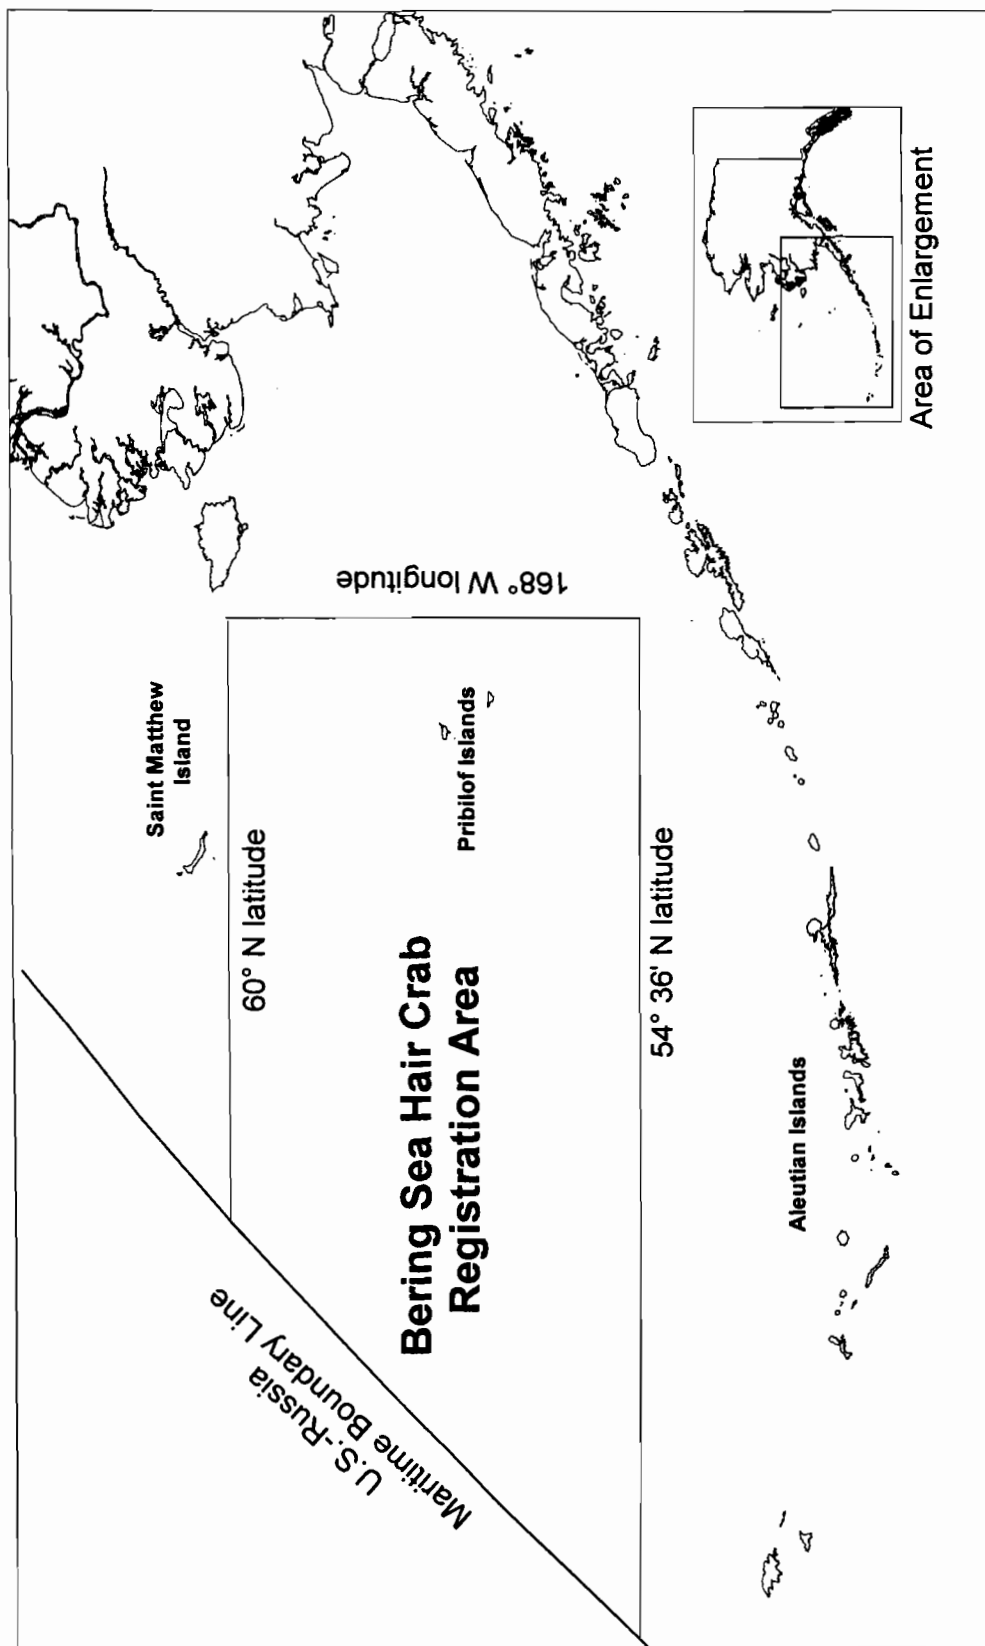 Saint Matthew
Island
60° N latitude
168° W longitude
U.S.-Russia
Maritime Boundary Line
Bering Sea Hair Crab
Registration Area
Pribilof Islands
54° 36' N latitude
Aleutian Islands
Area of Enlargement